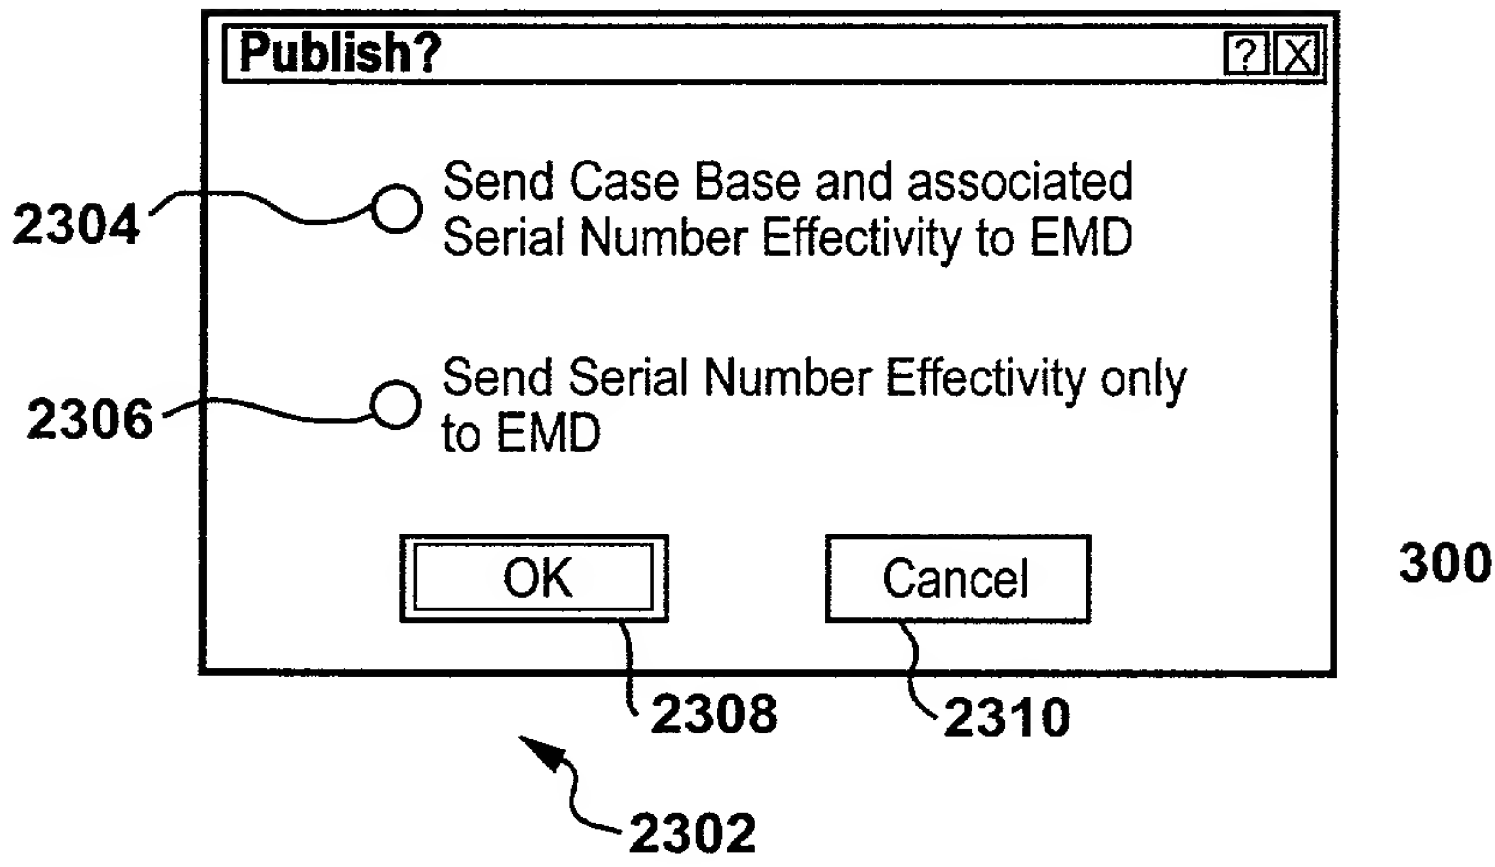 Publish?
? X
Send Case Base and associated
Serial Number Effectivity to EMD
2304
Send Serial Number Effectivity only
to EMD
2306
OK
Cancel
300
2308
2310
2302